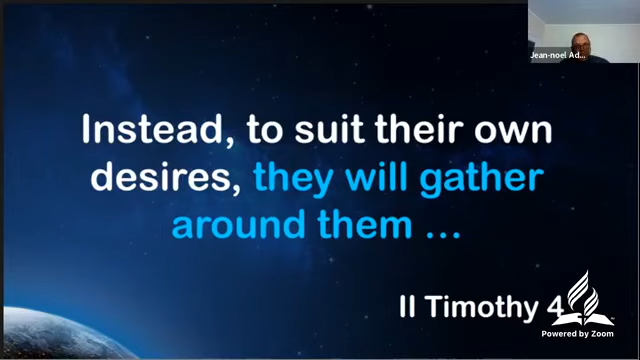 Jean-noel Ad...
Instead, to suit their own
desires, they will gather
around them ...
II Timothy 4
Powered by Zoom